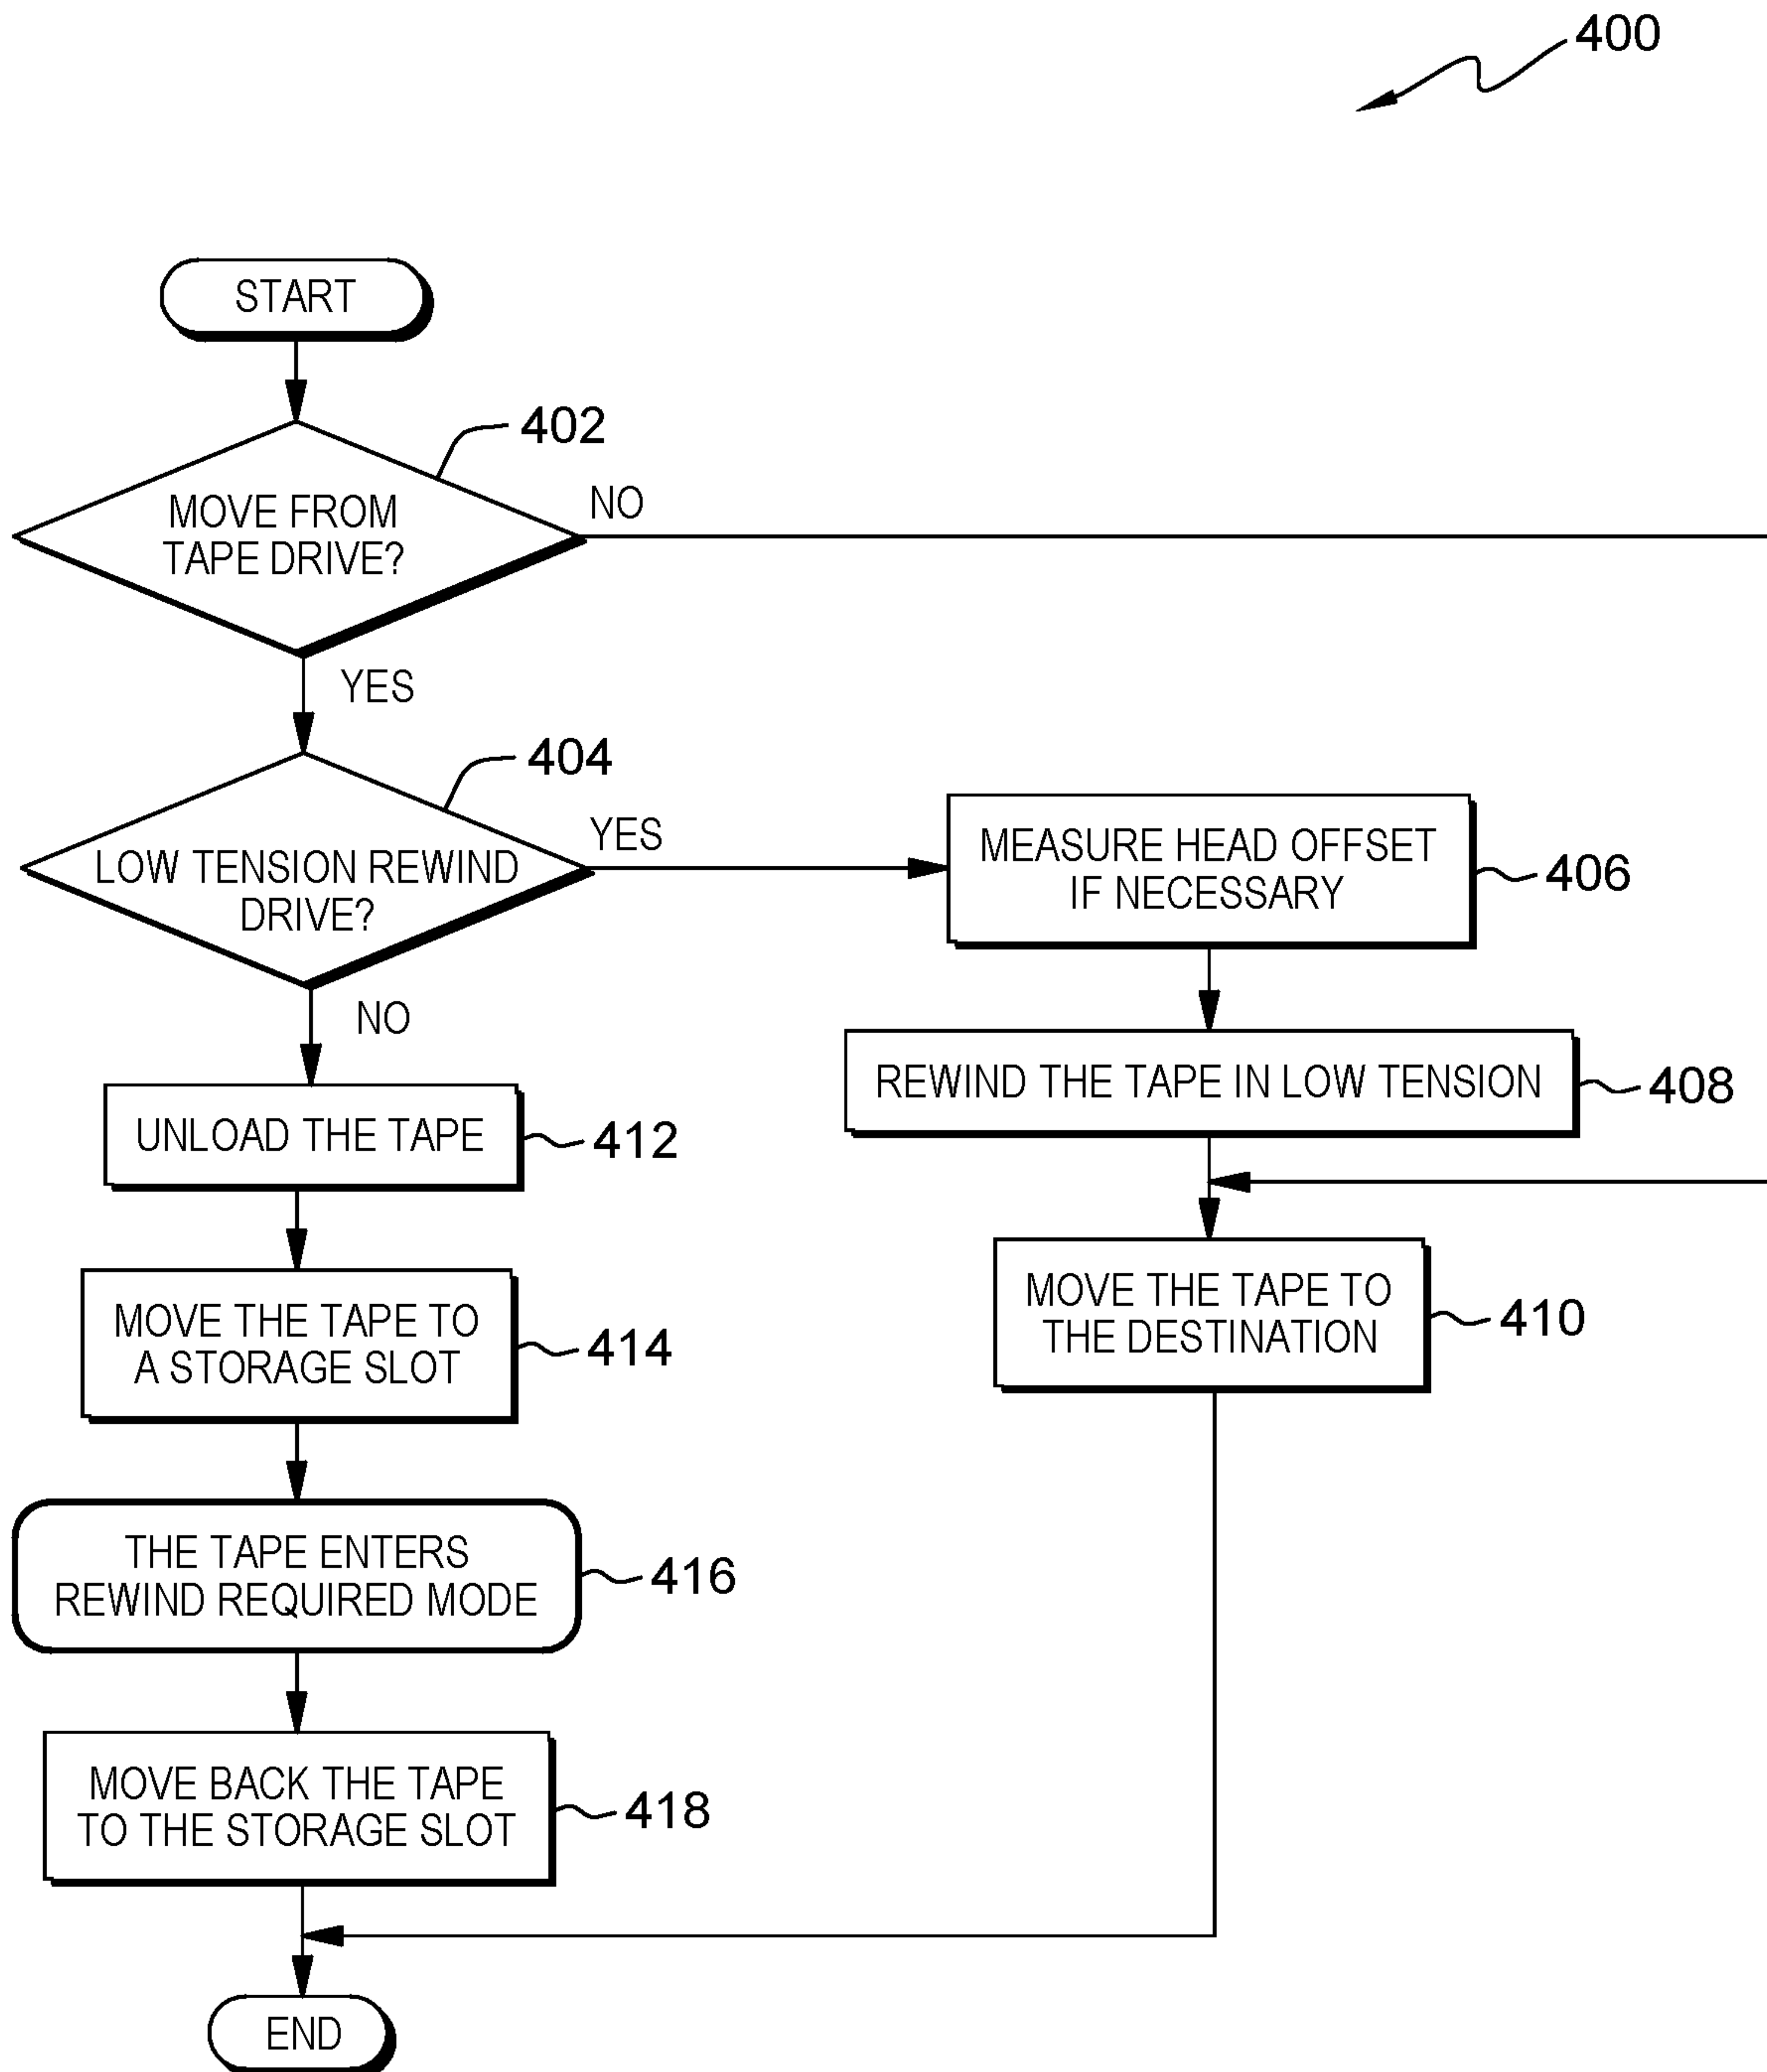 400
START
402
MOVE FROM
TAPE DRIVE?
NO
YES
404
LOW TENSION REWIND
DRIVE?
YES
NO
MEASURE HEAD OFFSET
IF NECESSARY
406
REWIND THE TAPE IN LOW TENSION
408
MOVE THE TAPE TO
THE DESTINATION
410
UNLOAD THE TAPE
412
MOVE THE TAPE TO
A STORAGE SLOT
414
THE TAPE ENTERS
REWIND REQUIRED MODE
416
MOVE BACK THE TAPE
TO THE STORAGE SLOT
418
END